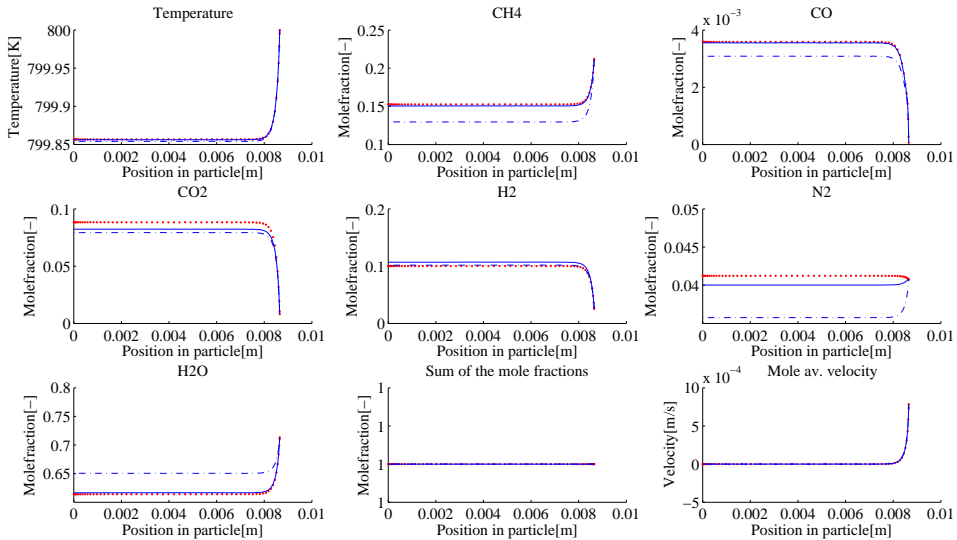 Temperature
800
799.95
799.9
799.85
Temperature[K]
0 0.002 0.004 0.006 0.008 0.01
Position in particle[m]
CH4
0.25
0.2
0.15
0.1
Molefraction[−]
0 0.002 0.004 0.006 0.008 0.01
Position in particle[m]
CO
x 10−3
4
2
0
Molefraction[−]
0 0.002 0.004 0.006 0.008 0.01
Position in particle[m]
CO2
0.1
0.05
0
Molefraction[−]
0 0.002 0.004 0.006 0.008 0.01
Position in particle[m]
H2
0.2
0.1
0
Molefraction[−]
0 0.002 0.004 0.006 0.008 0.01
Position in particle[m]
N2
0.05
0.045
0.04
Molefraction[−]
0 0.002 0.004 0.006 0.008 0.01
Position in particle[m]
H2O
0.8
0.75
0.7
0.65
Molefraction[−]
0 0.002 0.004 0.006 0.008 0.01
Position in particle[m]
Sum of the mole fractions
1
1
1
1
Molefraction[−]
0 0.002 0.004 0.006 0.008 0.01
Position in particle[m]
Mole av. velocity
x 10−4
10
5
0
−5
Velocity[m/s]
0 0.002 0.004 0.006 0.008 0.01
Position in particle[m]